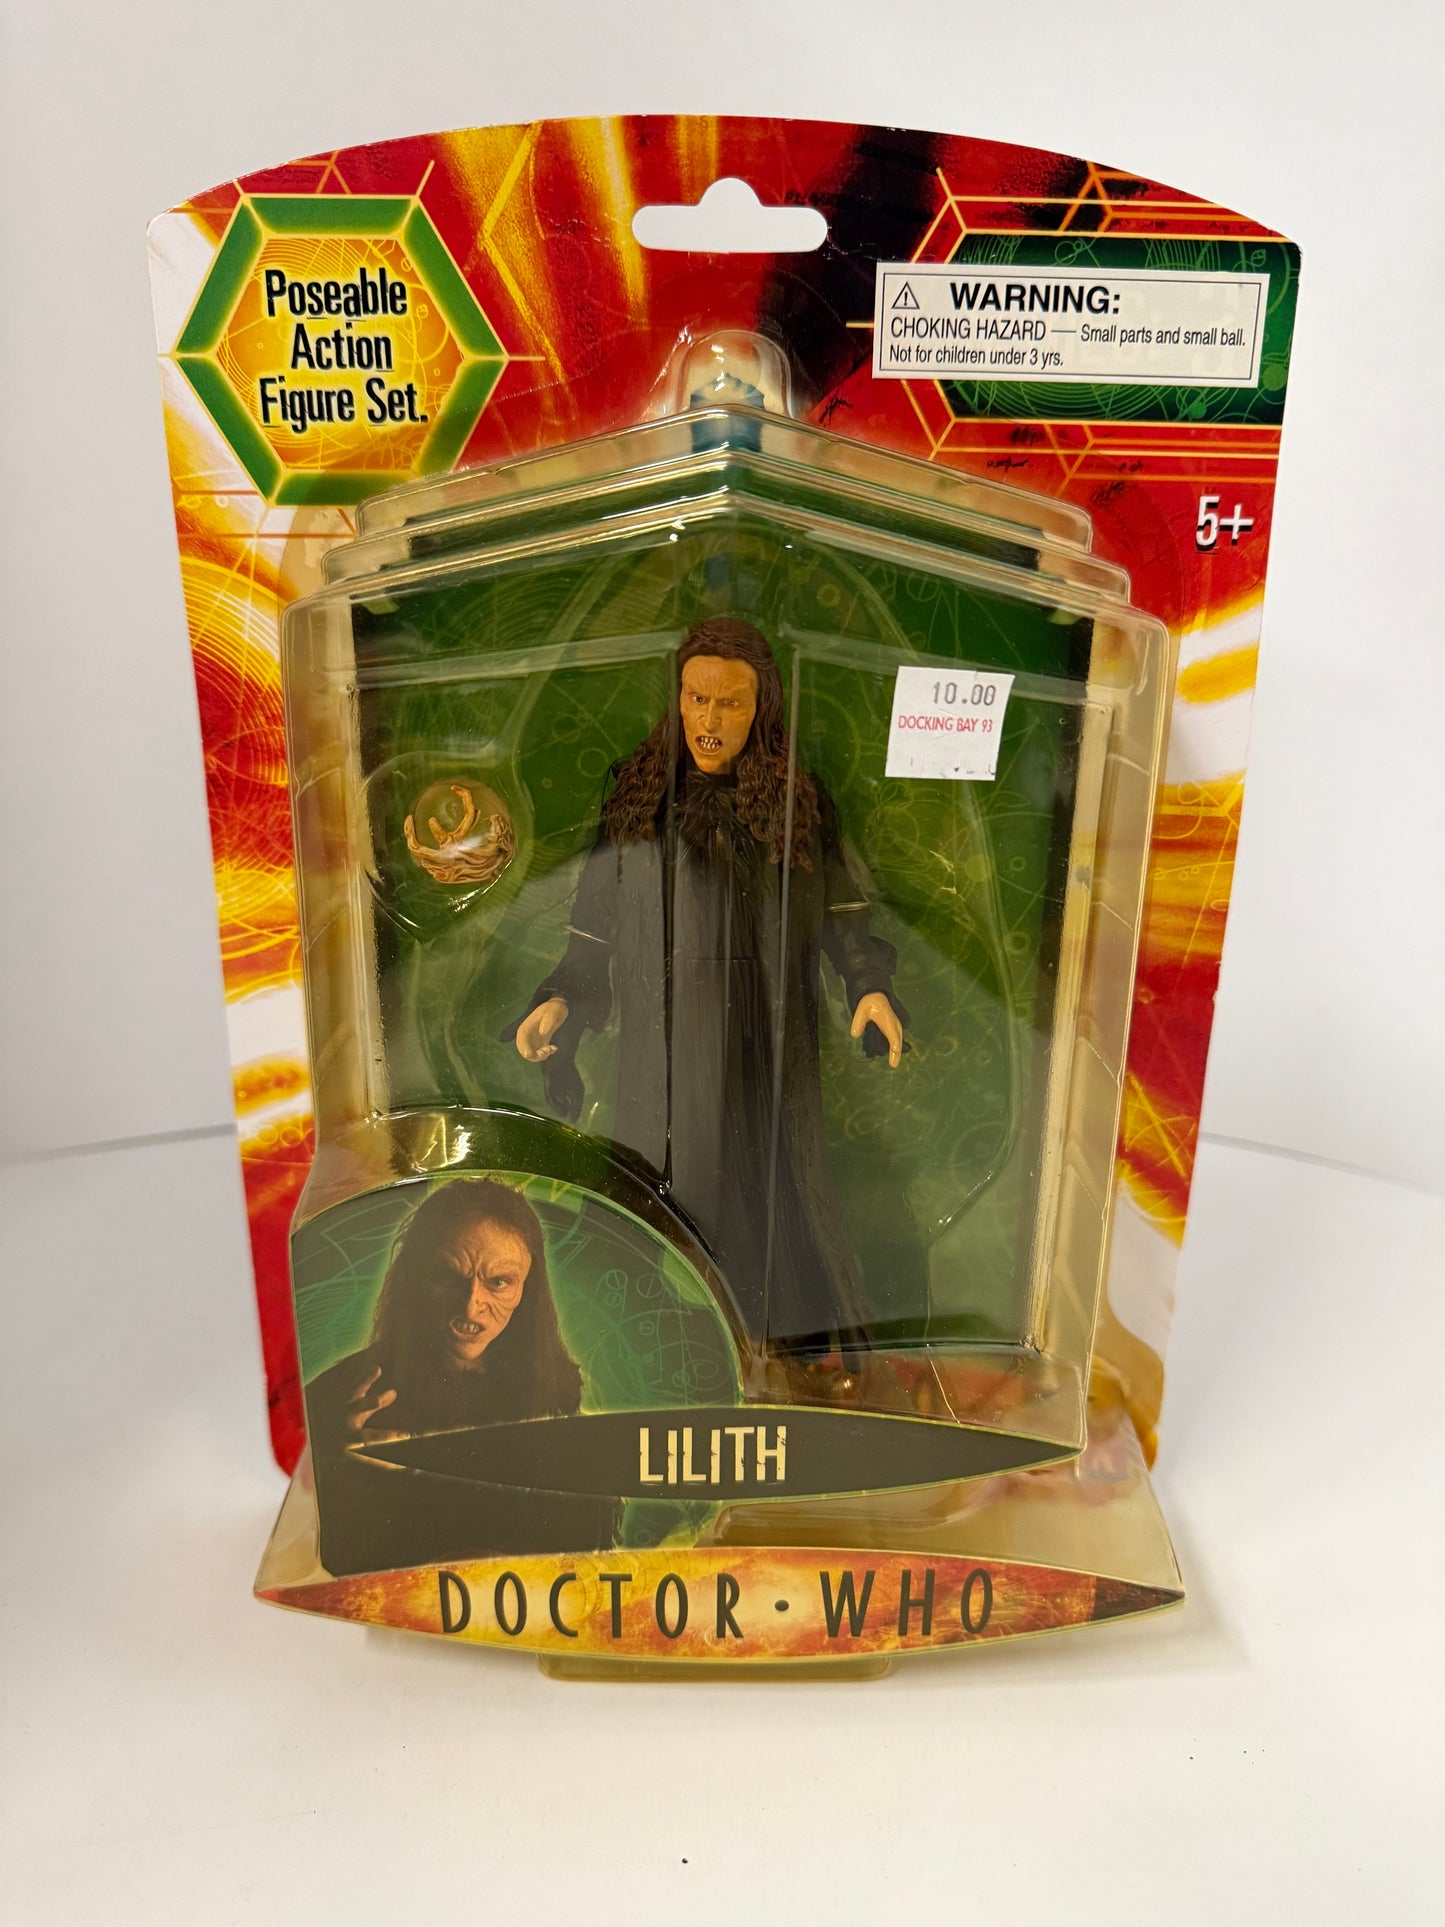 Poseable
Action
Figure Set.
WARNING:
CHOKING HAZARD — Small parts and small ball.
Not for children under 3 yrs.
5+
10.00
DOCKING BAY 93
LILITH
DOCTOR · WHO